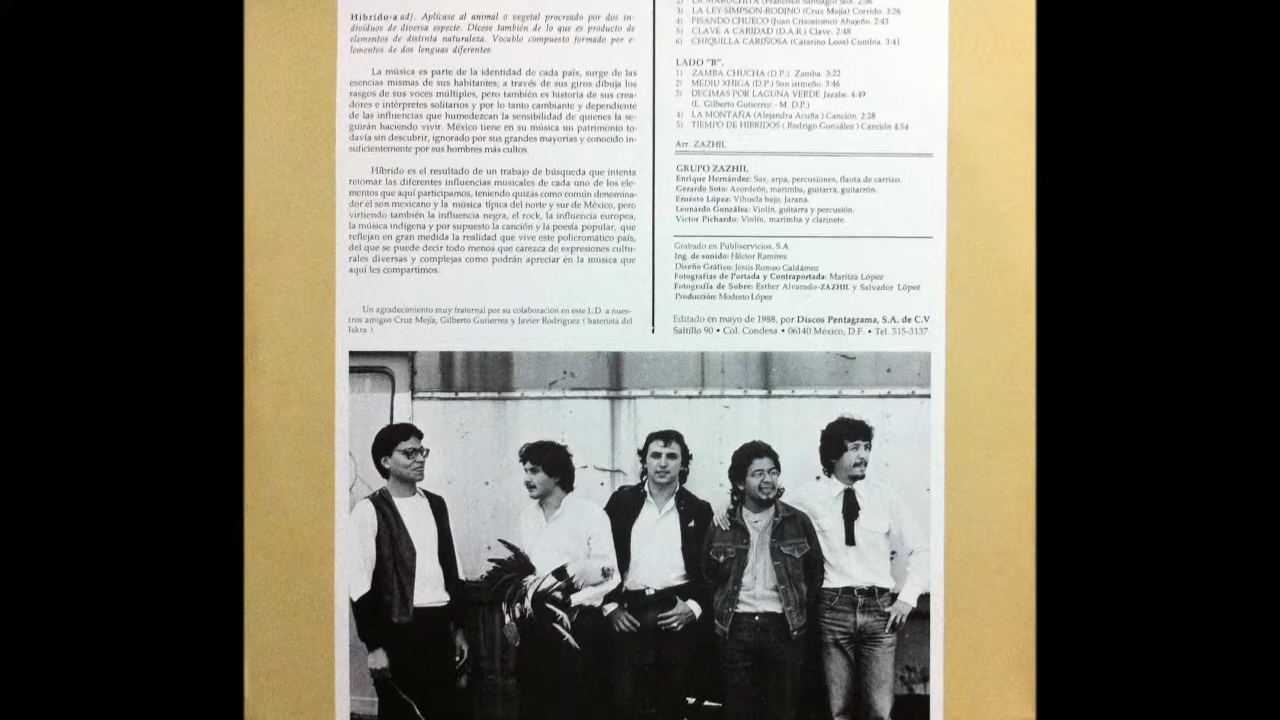 Híbrido-a adj. Aplícase al animal o vegetal procreado por dos in-
dividuos de diversa especie. Dícese también de lo que es producto de
elementos de distinta naturaleza. Vocablo compuesto formado por e-
lementos de dos lenguas diferentes.
La música es parte de la identidad de cada país, surge de las
esencias mismas de sus habitantes, a través de sus giros dibuja los
rasgos de sus voces múltiples, pero también es historia de sus crea-
dores e intérpretes solitarios y por lo tanto cambiante y dependiente
de las influencias que humedezcan la sensibilidad de quienes la se-
guirán haciendo vivir. México tiene en su música un patrimonio to-
davía sin descubrir, ignorado por sus grandes mayorías y conocido in-
suficientemente por sus hombres más cultos.
Híbrido es el resultado de un trabajo de búsqueda que intenta
retomar las diferentes influencias musicales de cada uno de los ele-
mentos que aquí participamos, teniendo quizás como común denomina-
dor el son mexicano y la música típica del norte y sur de México, pero
virtiendo también la influencia negra, el rock, la influencia europea,
la música indígena y por supuesto la canción y la poesía popular, que
reflejan en gran medida la realidad que vive este policromático país,
del que se puede decir todo menos que carezca de expresiones cultu-
rales diversas y complejas como podrán apreciar en la música que
aquí les compartimos.
Un agradecimiento muy fraternal por su colaboración en este L.D. a nues-
tros amigos Cruz Mejía, Gilberto Gutierrez y Javier Rodríguez ( baterista del
Iskra ).
3) LA LEY SIMPSON-RODINO (Cruz Mejía) Corrido. 3:26
4) PISANDO CHUECO (Juan Crisostomo) Abajeño. 2:43
5) CLAVE A CARIDAD (D.A.R.) Clave. 2:48
6) CHIQUILLA CARIÑOSA (Catarino Leos) Cumbia. 3:41
LADO "B".
1) ZAMBA CHUCHA (D.P.) Zamba. 3:22
2) MEDIU XHIGA (D.P.) Son istmeño. 3:46
3) DECIMAS POR LAGUNA VERDE Jarabe. 4:49
(L. Gilberto Gutierrez - M. D.P.)
4) LA MONTAÑA (Alejandra Acuña ) Canción. 2:28
5) TIEMPO DE HIBRIDOS ( Rodrigo González ) Canción 4:54
Arr. ZAZHIL
GRUPO ZAZHIL
Enrique Hernández: Sax, arpa, percusiones, flauta de carrizo.
Gerardo Soto: Acordeón, marimba, guitarra, guitarrón.
Ernesto López: Vihuela bajo, Jarana.
Leonardo González: Violín, guitarra y percusión.
Victor Pichardo: Violín, marimba y clarinete.
Grabado en Publiservicios, S.A.
Ing. de sonido: Héctor Ramírez
Diseño Gráfico: Jesús Romeo Galdámez
Fotografías de Portada y Contraportada: Maritza López
Fotografía de Sobre: Esther Alvarado-ZAZHIL y Salvador López
Producción: Modesto López
Editado en mayo de 1988, por Discos Pentagrama, S.A. de C.V.
Saltillo 90 • Col. Condesa • 06140 México, D.F. • Tel. 515-3137.